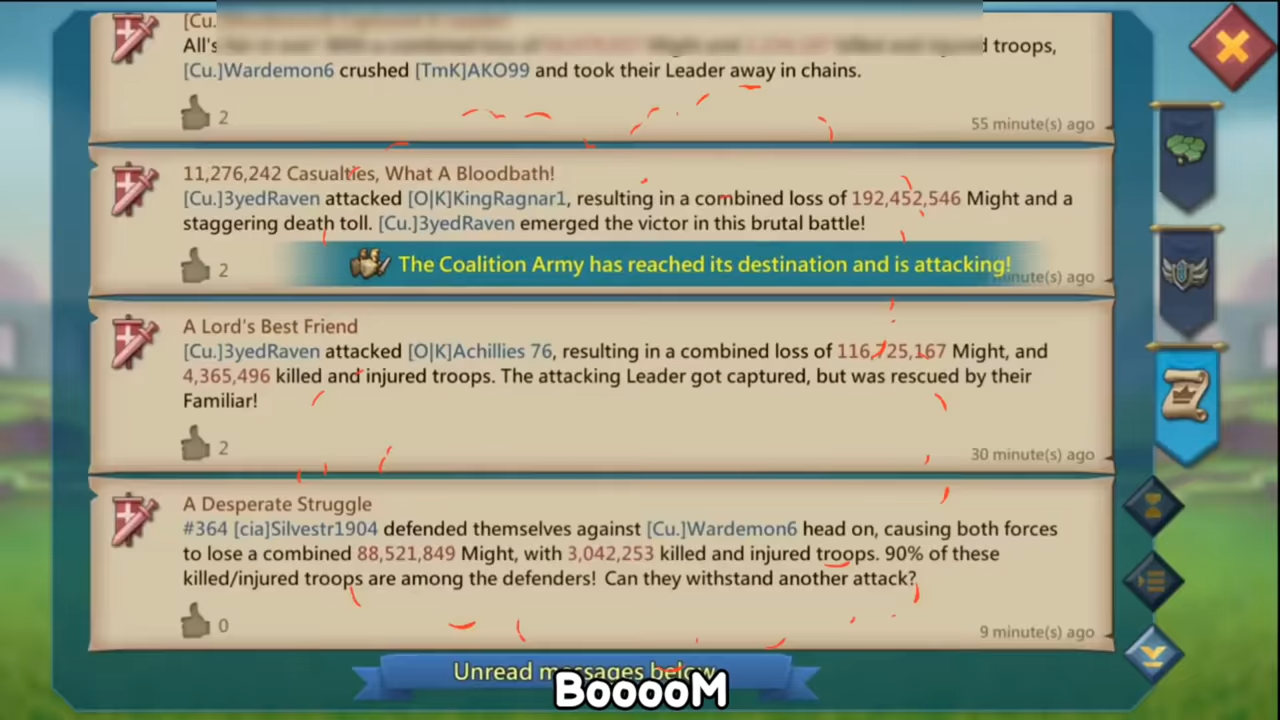 [Cu.
All's d troops,
[Cu.]Wardemon6 crushed [TmK]AKO99 and took their Leader away in chains.
2
55 minute(s) ago
11,276,242 Casualties, What A Bloodbath!
[Cu.]3yedRaven attacked [O|K]KingRagnar1, resulting in a combined loss of 192,452,546 Might and a
staggering death toll. [Cu.]3yedRaven emerged the victor in this brutal battle!
2
The Coalition Army has reached its destination and is attacking!
minute(s) ago
A Lord's Best Friend
[Cu.]3yedRaven attacked [O|K]Achillies 76, resulting in a combined loss of 116,725,167 Might, and
4,365,496 killed and injured troops. The attacking Leader got captured, but was rescued by their
Familiar!
2
30 minute(s) ago
A Desperate Struggle
#364 [cia]Silvestr1904 defended themselves against [Cu.]Wardemon6 head on, causing both forces
to lose a combined 88,521,849 Might, with 3,042,253 killed and injured troops. 90% of these
killed/injured troops are among the defenders! Can they withstand another attack?
0
9 minute(s) ago
Unread messages below
BooooM